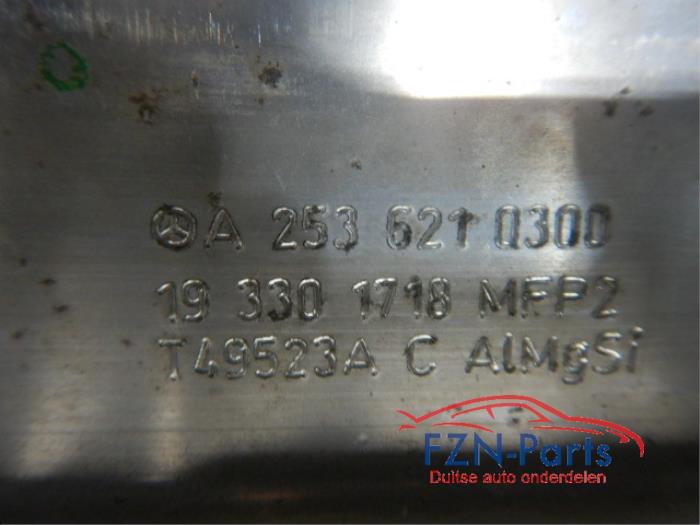 A 253 621 0300
19 330 1718 MFP2
T49523A C AlMgSi
FZN-Parts
Duitse auto onderdelen